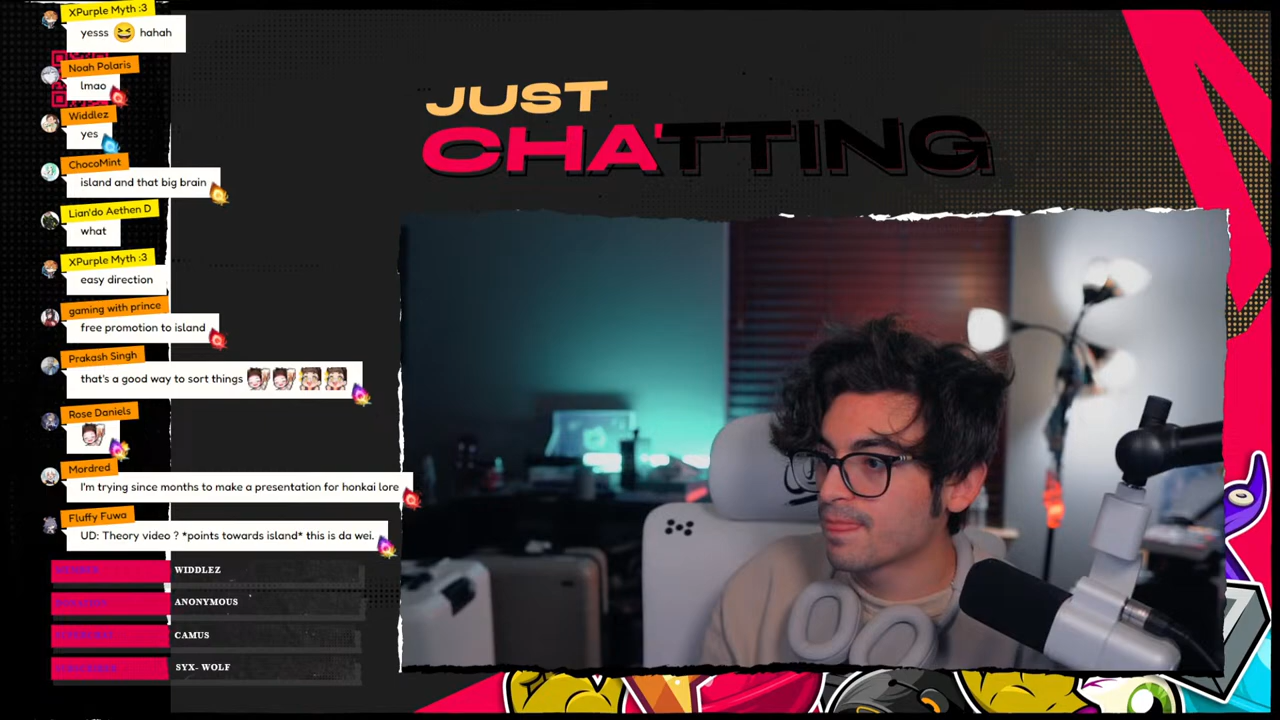 XPurple Myth :3
yesss 😆 hahah
Noah Polaris
lmao
Widdlez
yes
ChocoMint
island and that big brain
Lian'do Aethen D
what
XPurple Myth :3
easy direction
gaming with prince
free promotion to island
Prakash Singh
that's a good way to sort things
Rose Daniels
Mordred
I'm trying since months to make a presentation for honkai lore
Fluffy Fuwa
UD: Theory video ? *points towards island* this is da wei.
WIDDLEZ
ANONYMOUS
CAMUS
SYX- WOLF
JUST
CHATTING